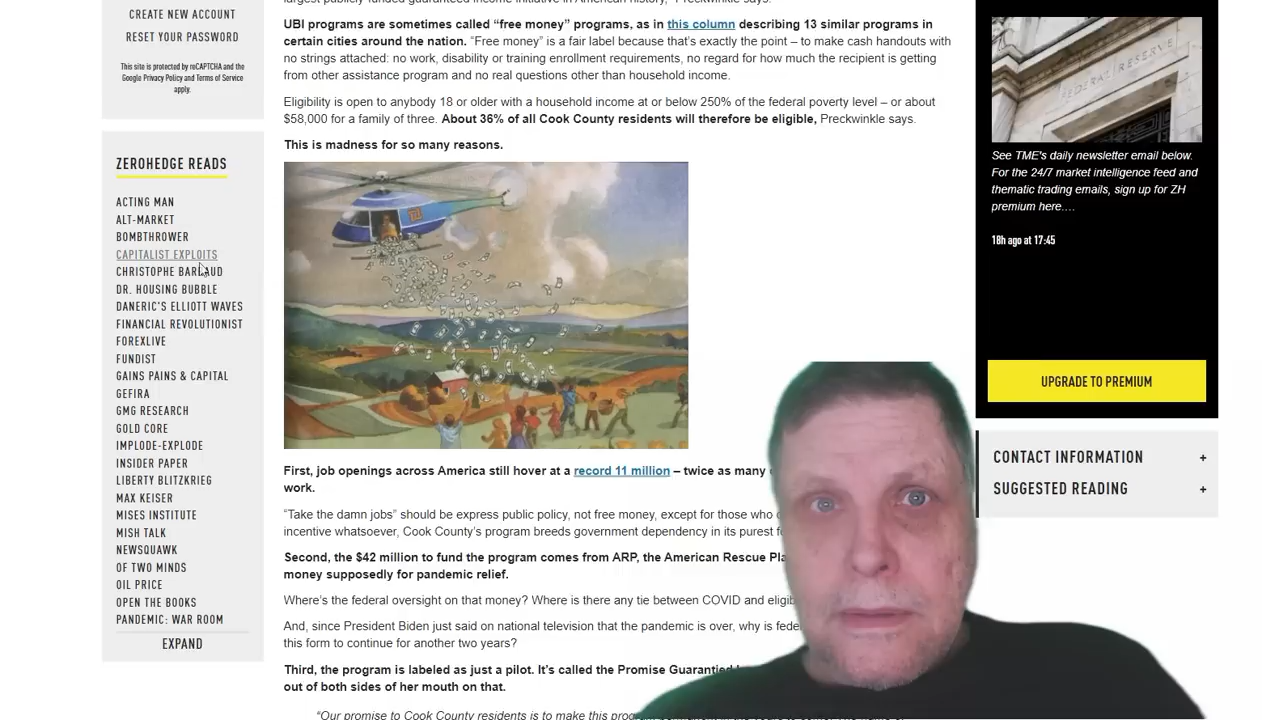 CREATE NEW ACCOUNT
RESET YOUR PASSWORD
This site is protected by reCAPTCHA and the
Google Privacy Policy and Terms of Service
apply.
ZEROHEDGE READS
ACTING MAN
ALT-MARKET
BOMBTHROWER
CAPITALIST EXPLOITS
CHRISTOPHE BARRAUD
DR. HOUSING BUBBLE
DANERIC'S ELLIOTT WAVES
FINANCIAL REVOLUTIONIST
FOREXLIVE
FUNDIST
GAINS PAINS & CAPITAL
GEFIRA
GMG RESEARCH
GOLD CORE
IMPLODE-EXPLODE
INSIDER PAPER
LIBERTY BLITZKRIEG
MAX KEISER
MISES INSTITUTE
MISH TALK
NEWSQUAWK
OF TWO MINDS
OIL PRICE
OPEN THE BOOKS
PANDEMIC: WAR ROOM
EXPAND
largest publicly funded guaranteed income initiative in American history," Preckwinkle says.
UBI programs are sometimes called “free money” programs, as in this column describing 13 similar programs in
certain cities around the nation. “Free money” is a fair label because that’s exactly the point – to make cash handouts with
no strings attached: no work, disability or training enrollment requirements, no regard for how much the recipient is getting
from other assistance program and no real questions other than household income.
Eligibility is open to anybody 18 or older with a household income at or below 250% of the federal poverty level – or about
$58,000 for a family of three. About 36% of all Cook County residents will therefore be eligible, Preckwinkle says.
This is madness for so many reasons.
First, job openings across America still hover at a record 11 million – twice as many
work.
“Take the damn jobs” should be express public policy, not free money, except for those who
incentive whatsoever, Cook County’s program breeds government dependency in its purest
Second, the $42 million to fund the program comes from ARP, the American Rescue
money supposedly for pandemic relief.
Where’s the federal oversight on that money? Where is there any tie between COVID and
And, since President Biden just said on national television that the pandemic is over, why is
this form to continue for another two years?
Third, the program is labeled as just a pilot. It’s called the Promise Guarantied
out of both sides of her mouth on that.
“Our promise to Cook County residents is to make this
FEDERAL RESERVE
See TME's daily newsletter email below.
For the 24/7 market intelligence feed and
thematic trading emails, sign up for ZH
premium here....
18h ago at 17:45
UPGRADE TO PREMIUM
CONTACT INFORMATION +
SUGGESTED READING +